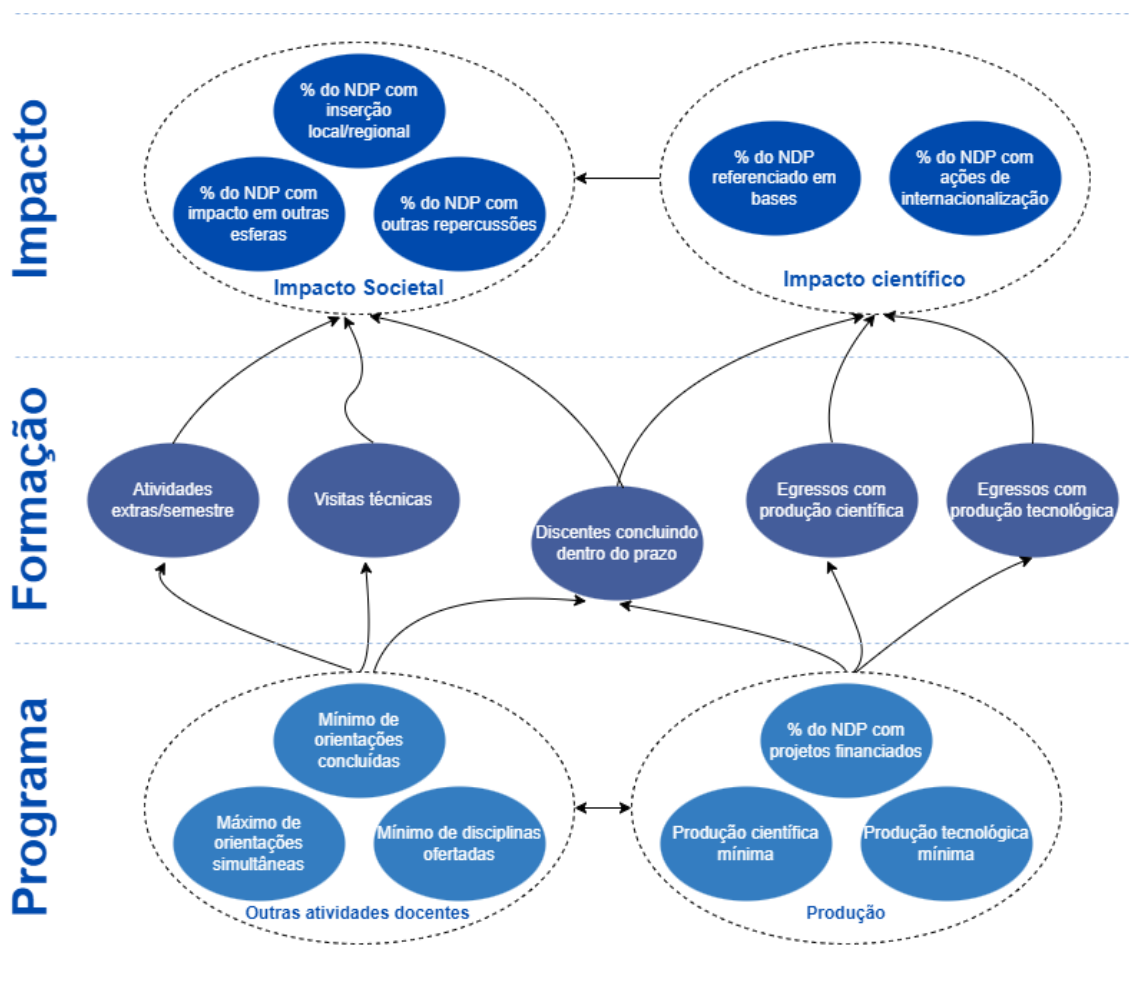 Impacto
% do NDP com
inserção
local/regional
% do NDP com
impacto em outras
esferas
% do NDP com
outras repercussões
Impacto Societal
% do NDP
referenciado em
bases
% do NDP com
ações de
internacionalização
Impacto científico
Formação
Atividades
extras/semestre
Visitas técnicas
Discentes concluindo
dentro do prazo
Egressos com
produção científica
Egressos com
produção tecnológica
Programa
Mínimo de
orientações
concluídas
Máximo de
orientações
simultâneas
Mínimo de disciplinas
ofertadas
Outras atividades docentes
% do NDP com
projetos financiados
Produção científica
mínima
Produção tecnológica
mínima
Produção